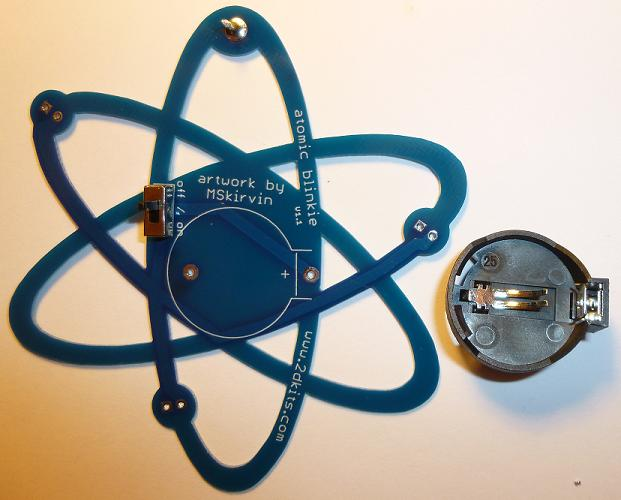 atomic blinkie
v1.1
artwork by
MSkirvin
off / on
+
www.2dkits.com
25